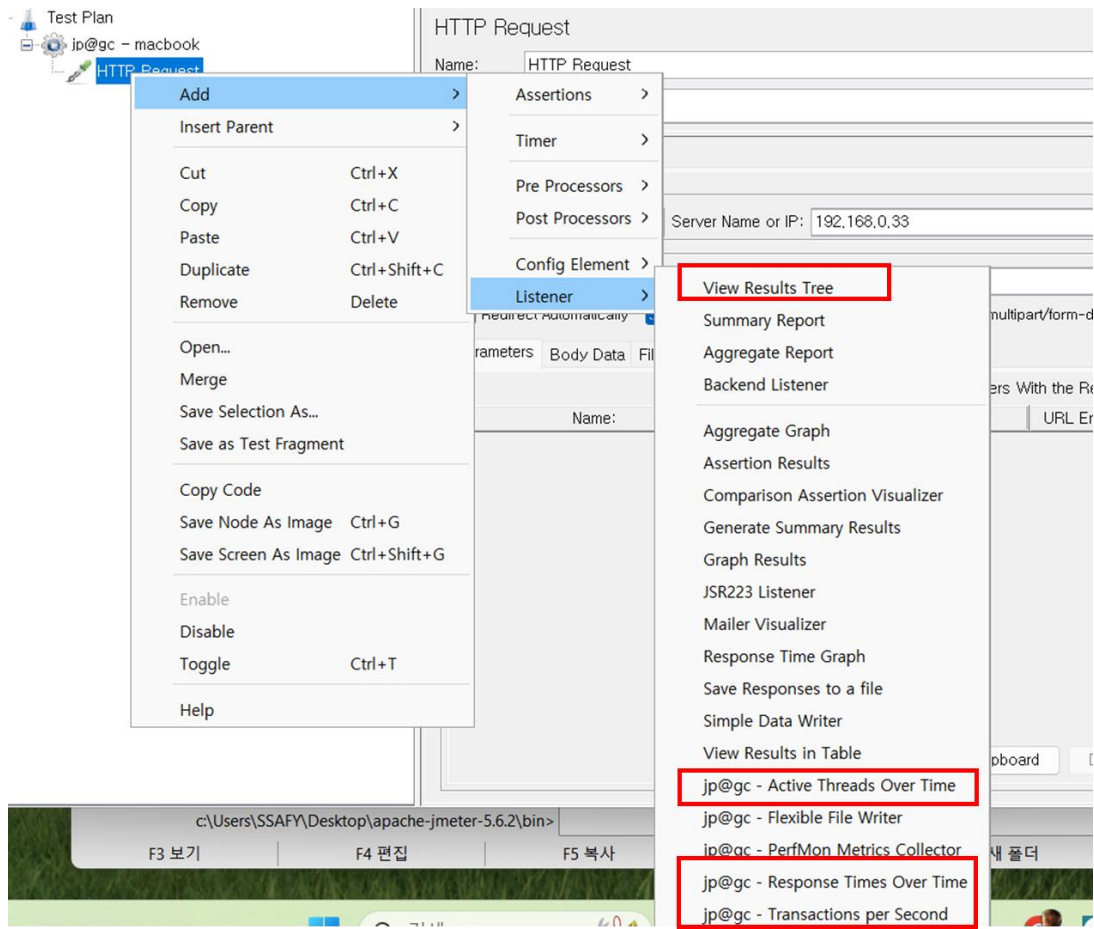 Test Plan
jp@gc - macbook
HTTP Request
HTTP Request
Name: HTTP Request
Add
Insert Parent
Cut Ctrl+X
Copy Ctrl+C
Paste Ctrl+V
Duplicate Ctrl+Shift+C
Remove Delete
Open...
Merge
Save Selection As...
Save as Test Fragment
Copy Code
Save Node As Image Ctrl+G
Save Screen As Image Ctrl+Shift+G
Enable
Disable
Toggle Ctrl+T
Help
Assertions
Timer
Pre Processors
Post Processors
Config Element
Listener
Server Name or IP: 192.168.0.33
Redirect Automatically
multipart/form-d
rameters Body Data Fil
ers With the Re
Name: URL En
View Results Tree
Summary Report
Aggregate Report
Backend Listener
Aggregate Graph
Assertion Results
Comparison Assertion Visualizer
Generate Summary Results
Graph Results
JSR223 Listener
Mailer Visualizer
Response Time Graph
Save Responses to a file
Simple Data Writer
View Results in Table
jp@gc - Active Threads Over Time
jp@gc - Flexible File Writer
jp@gc - PerfMon Metrics Collector
jp@gc - Response Times Over Time
jp@gc - Transactions per Second
pboard
c:\Users\SSAFY\Desktop\apache-jmeter-5.6.2\bin>
F3 보기 F4 편집 F5 복사 새 폴더